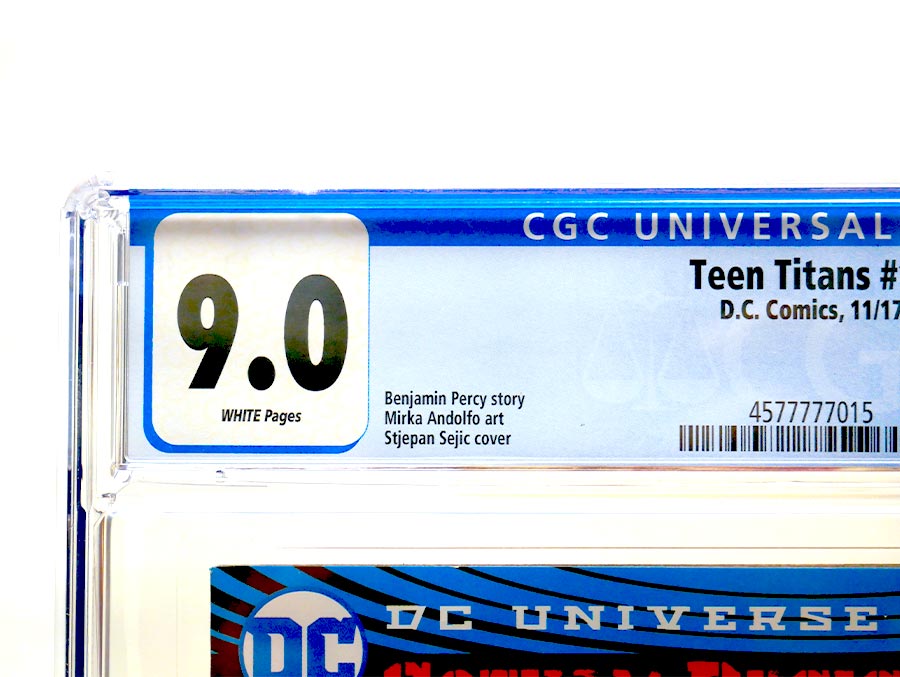 CGC UNIVERSAL
Teen Titans #
D.C. Comics, 11/17
9.0
WHITE Pages
Benjamin Percy story
Mirka Andolfo art
Stjepan Sejic cover
4577777015
DC UNIVERSE
DC